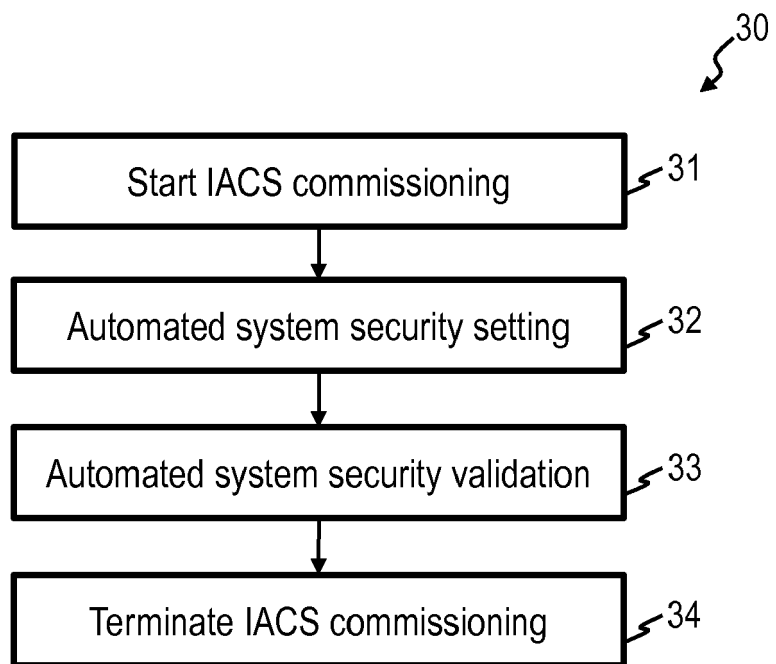 30
Start IACS commissioning
31
Automated system security setting
32
Automated system security validation
33
Terminate IACS commissioning
34